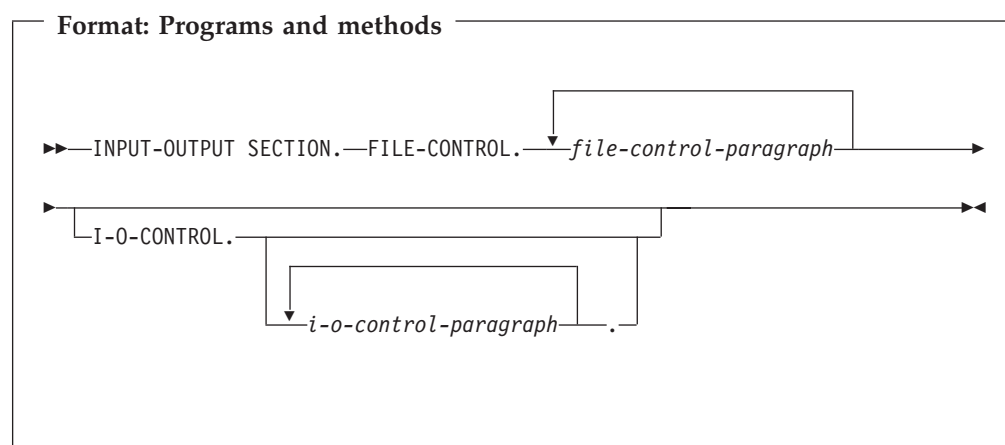 Format: Programs and methods
INPUT-OUTPUT SECTION. FILE-CONTROL. file-control-paragraph
I-O-CONTROL.
i-o-control-paragraph .